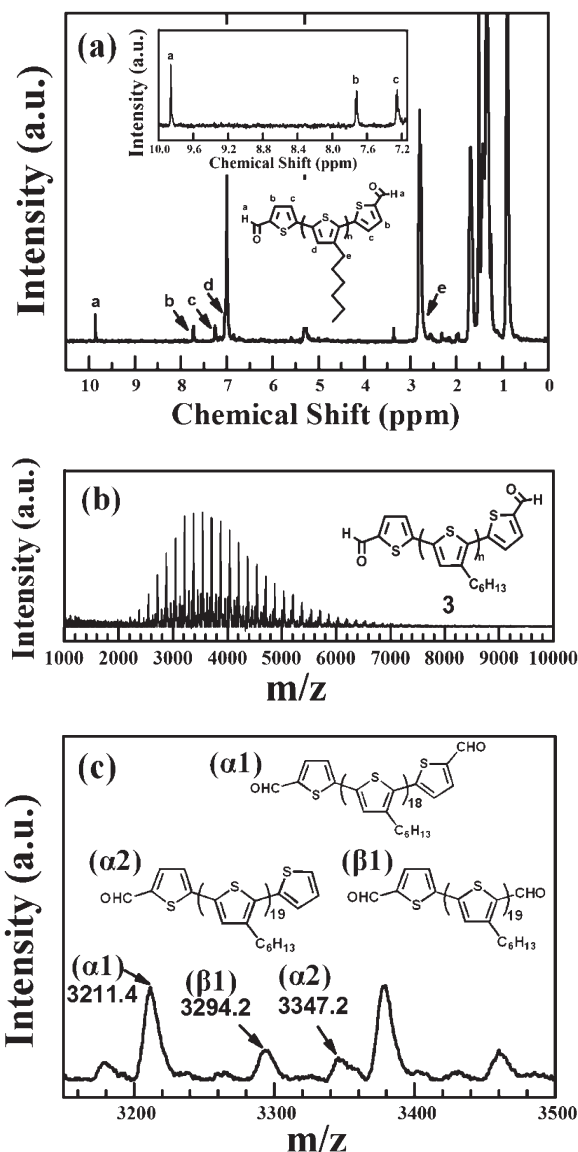 (a)
Intensity (a.u.)
Intensity (a.u.)
a
b
c
10.0 9.6 9.2 8.8 8.4 8.0 7.6 7.2
Chemical Shift (ppm)
a
H
O
b
c
S
S
n
d
e
S
O
H
a
b
c
a
b
c
d
e
10 9 8 7 6 5 4 3 2 1 0
Chemical Shift (ppm)
(b)
Intensity (a.u.)
H
O
S
S
n
C6H13
S
O
H
3
1000 2000 3000 4000 5000 6000 7000 8000 9000 10000
m/z
(c)
Intensity (a.u.)
(α1)
OHC
S
S
18
C6H13
S
CHO
(α2)
OHC
S
S
19
C6H13
S
(β1)
OHC
S
S
19
C6H13
CHO
(α1)
3211.4
(β1)
3294.2
(α2)
3347.2
3200 3300 3400 3500
m/z